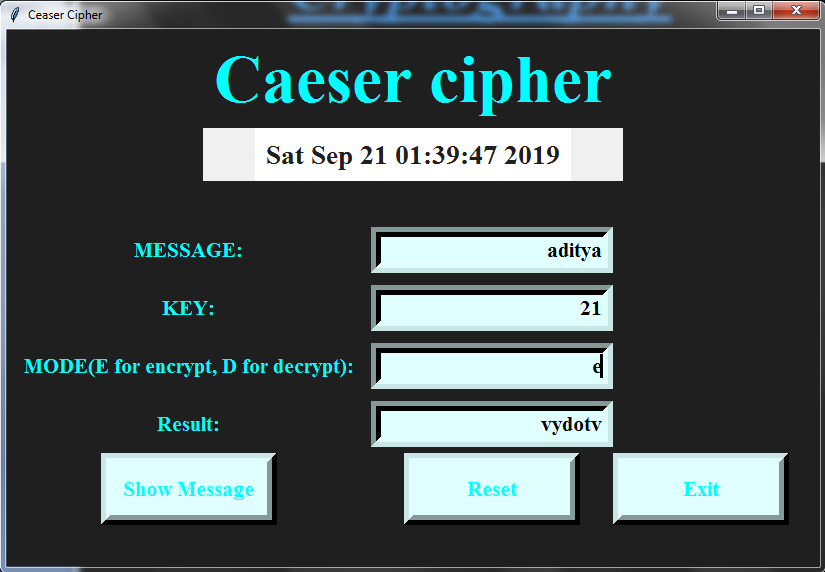 Cryptography
Ceaser Cipher
Caeser cipher
Sat Sep 21 01:39:47 2019
MESSAGE: aditya
KEY: 21
MODE(E for encrypt, D for decrypt): e
Result: vydotv
Show Message Reset Exit